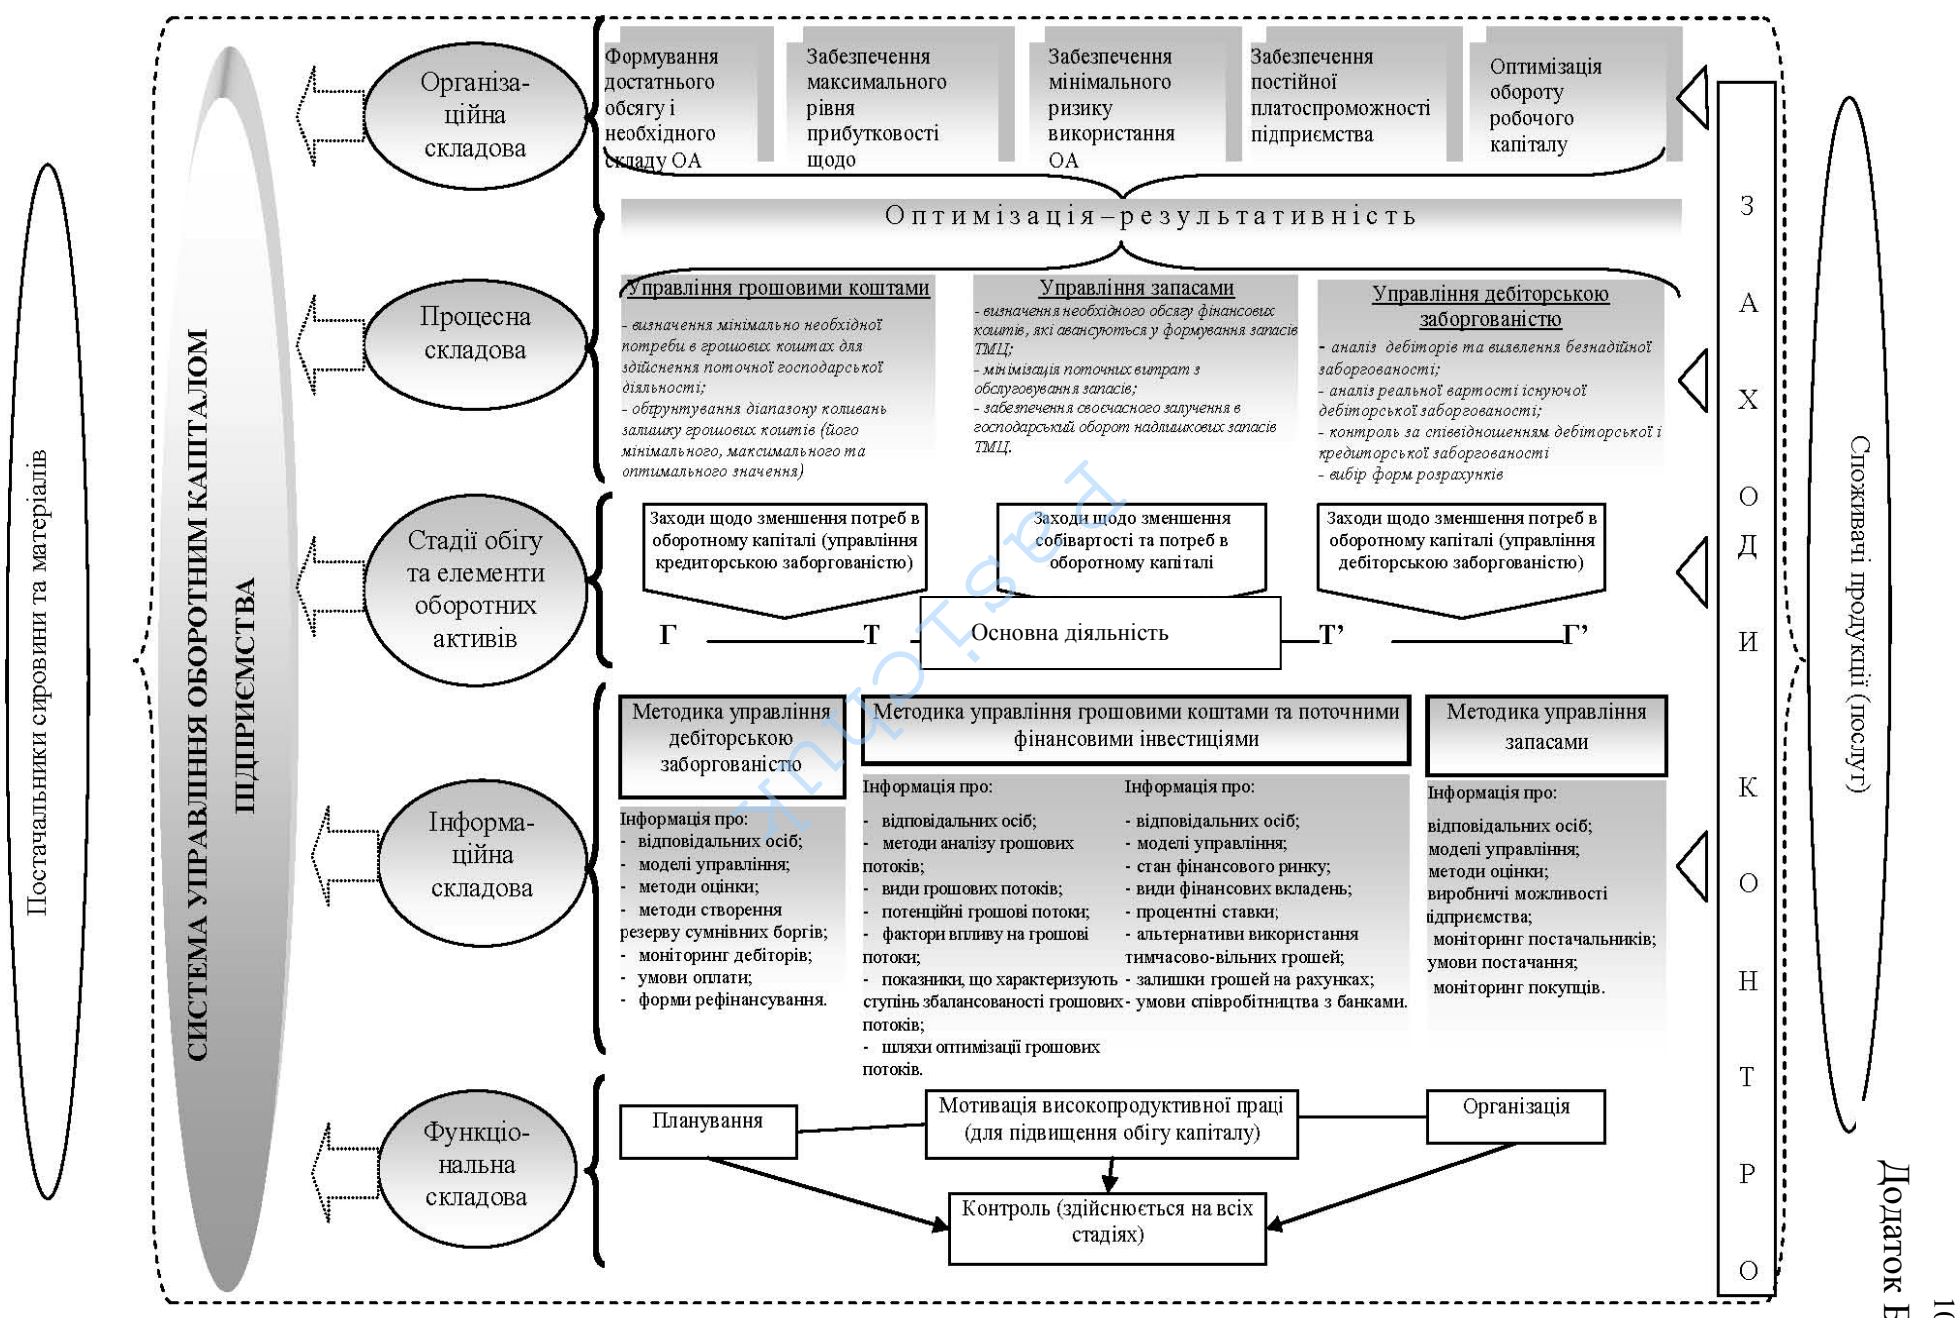 Постачальники сировини та матеріалів
СИСТЕМА УПРАВЛІННЯ ОБОРОТНИМ КАПІТАЛОМ
ПІДПРИЄМСТВА
Організа-
ційна
складова
Формування
достатнього
обсягу і
необхідного
складу ОА
Забезпечення
максимального
рівня
прибутковості
щодо
Забезпечення
мінімального
ризику
використання
ОА
Забезпечення
постійної
платоспроможності
підприємства
Оптимізація
обороту
робочого
капіталу
Оптимізація–результативність
Процесна
складова
Управління грошовими коштами
- визначення мінімально необхідної
потреби в грошових коштах для
здійснення поточної господарської
діяльності;
- обґрунтування діапазону коливань
залишку грошових коштів (його
мінімального, максимального та
оптимального значення)
Управління запасами
- визначення необхідного обсягу фінансових
коштів, які авансуються у формування запасів
ТМЦ;
- мінімізація поточних витрат з
обслуговування запасів;
- забезпечення своєчасного залучення в
господарський оборот надлишкових запасів
ТМЦ.
Управління дебіторською
заборгованістю
- аналіз дебіторів та виявлення безнадійної
заборгованості;
- аналіз реальної вартості існуючої
дебіторської заборгованості;
- контроль за співвідношенням дебіторської і
кредиторської заборгованості
- вибір форм розрахунків
Стадії обігу
та елементи
оборотних
активів
Заходи щодо зменшення потреб в
оборотному капіталі (управління
кредиторською заборгованістю)
Заходи щодо зменшення
собівартості та потреб в
оборотному капіталі
Заходи щодо зменшення потреб в
оборотному капіталі (управління
дебіторською заборгованістю)
Г Т Основна діяльність Т’ Г’
Інформа-
ційна
складова
Методика управління
дебіторською
заборгованістю
Інформація про:
- відповідальних осіб;
- моделі управління;
- методи оцінки;
- методи створення
резерву сумнівних боргів;
- моніторинг дебіторів;
- умови оплати;
- форми рефінансування.
Методика управління грошовими коштами та поточними
фінансовими інвестиціями
Інформація про:
- відповідальних осіб;
- методи аналізу грошових
потоків;
- види грошових потоків;
- потенційні грошові потоки;
- фактори впливу на грошові
потоки;
- показники, що характеризують
ступінь збалансованості грошових
потоків;
- шляхи оптимізації грошових
потоків.
Інформація про:
- відповідальних осіб;
- моделі управління;
- стан фінансового ринку;
- види фінансових вкладень;
- процентні ставки;
- альтернативи використання
тимчасово-вільних грошей;
- залишки грошей на рахунках;
- умови співробітництва з банками.
Методика управління
запасами
Інформація про:
відповідальних осіб;
моделі управління;
методи оцінки;
виробничі можливості
ідприємства;
моніторинг постачальників;
умови постачання;
моніторинг покупців.
Функціо-
нальна
складова
Планування
Мотивація високопродуктивної праці
(для підвищення обігу капіталу)
Організація
Контроль (здійснюється на всіх
стадіях)
ЗАХОДИ КОНТРО
Споживачі продукції (послуг)
Додаток Б